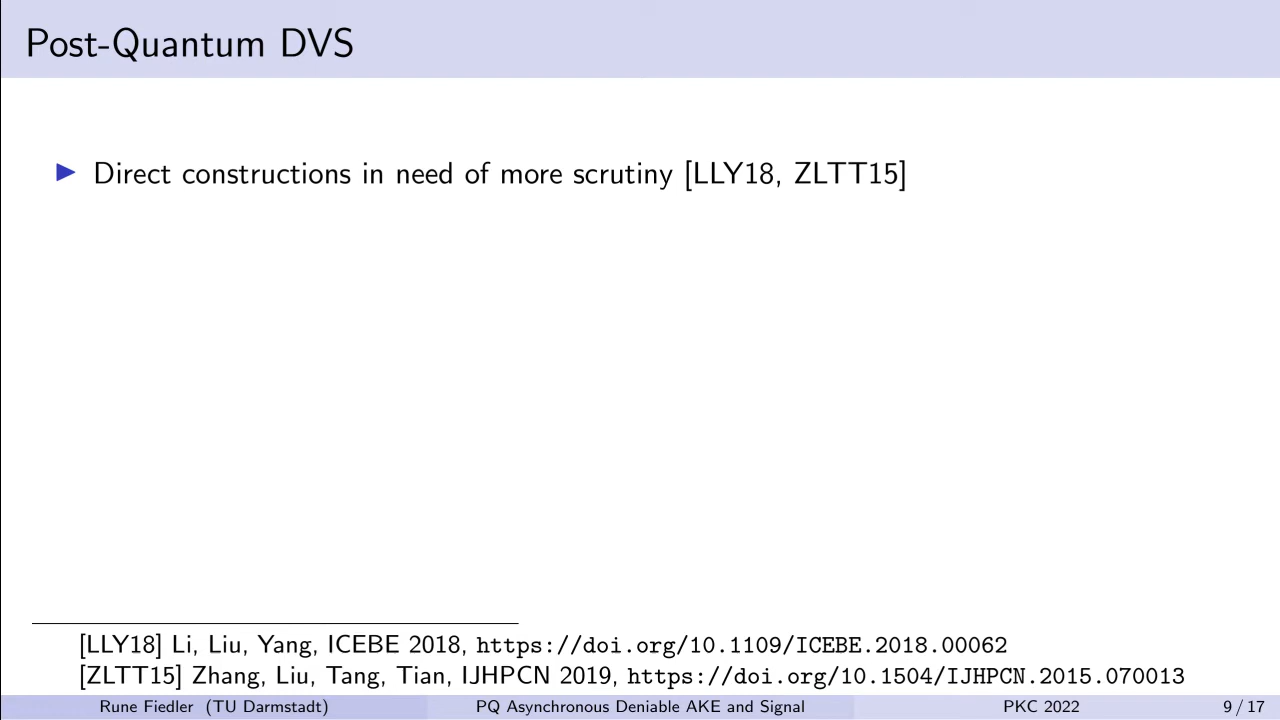 Post-Quantum DVS
▶ Direct constructions in need of more scrutiny [LLY18, ZLTT15]
[LLY18] Li, Liu, Yang, ICEBE 2018, https://doi.org/10.1109/ICEBE.2018.00062
[ZLTT15] Zhang, Liu, Tang, Tian, IJHPCN 2019, https://doi.org/10.1504/IJHPCN.2015.070013
Rune Fiedler (TU Darmstadt) PQ Asynchronous Deniable AKE and Signal PKC 2022 9 / 17